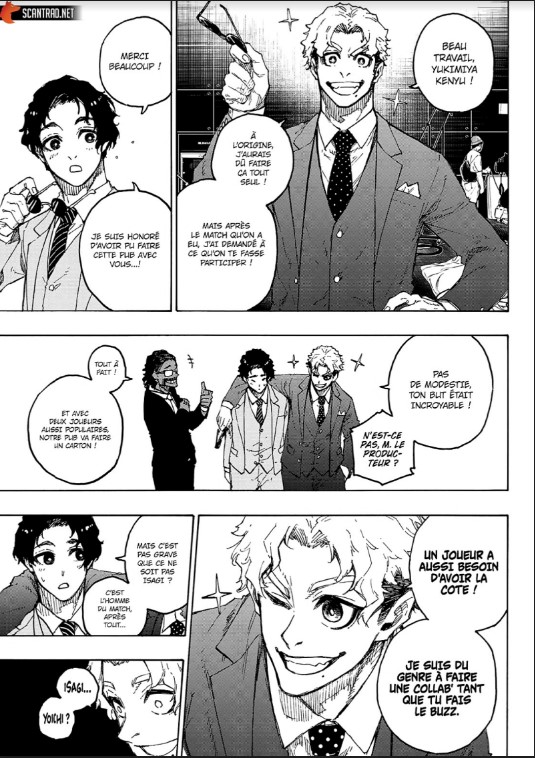 SCANTRAD.NET
BEAU
TRAVAIL,
YUKIMIYA
KENYU !
À
L'ORIGINE,
J'AURAIS
DÛ FAIRE
ÇA TOUT
SEUL !
MAIS APRÈS
LE MATCH QU'ON A
EU, J'AI DEMANDÉ À
CE QU'ON TE FASSE
PARTICIPER !
MERCI
BEAUCOUP !
JE SUIS HONORÉ
D'AVOIR PU FAIRE
CETTE PUB AVEC
VOUS...!
PAS
DE MODESTIE,
TON BUT ÉTAIT
INCROYABLE !
N'EST-CE
PAS, M. LE
PRODUC-
TEUR ?
TOUT À
FAIT !
ET AVEC
DEUX JOUEURS
AUSSI POPULAIRES,
NOTRE PUB VA FAIRE
UN CARTON !
UN JOUEUR A
AUSSI BESOIN
D'AVOIR LA
COTE !
JE SUIS DU
GENRE À FAIRE
UNE COLLAB' TANT
QUE TU FAIS
LE BUZZ.
MAIS C'EST
PAS GRAVE
QUE CE NE
SOIT PAS
ISAGI ?
C'EST
L'HOMME
DU MATCH,
APRÈS
TOUT...
ISAGI...
YOICHI ?